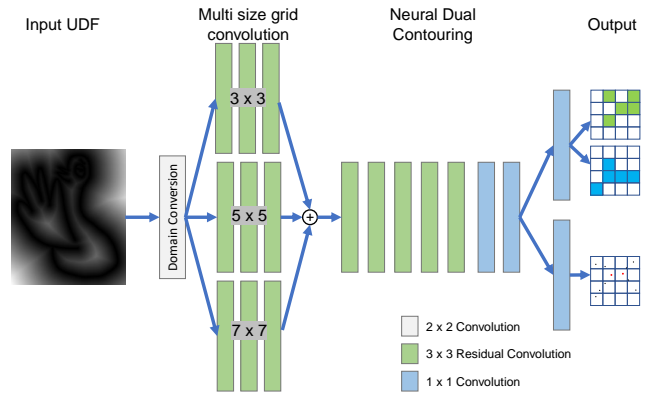 Input UDF
Multi size grid
convolution
Neural Dual
Contouring
Output
3 x 3
Domain Conversion
5 x 5
+
7 x 7
2 x 2 Convolution
3 x 3 Residual Convolution
1 x 1 Convolution